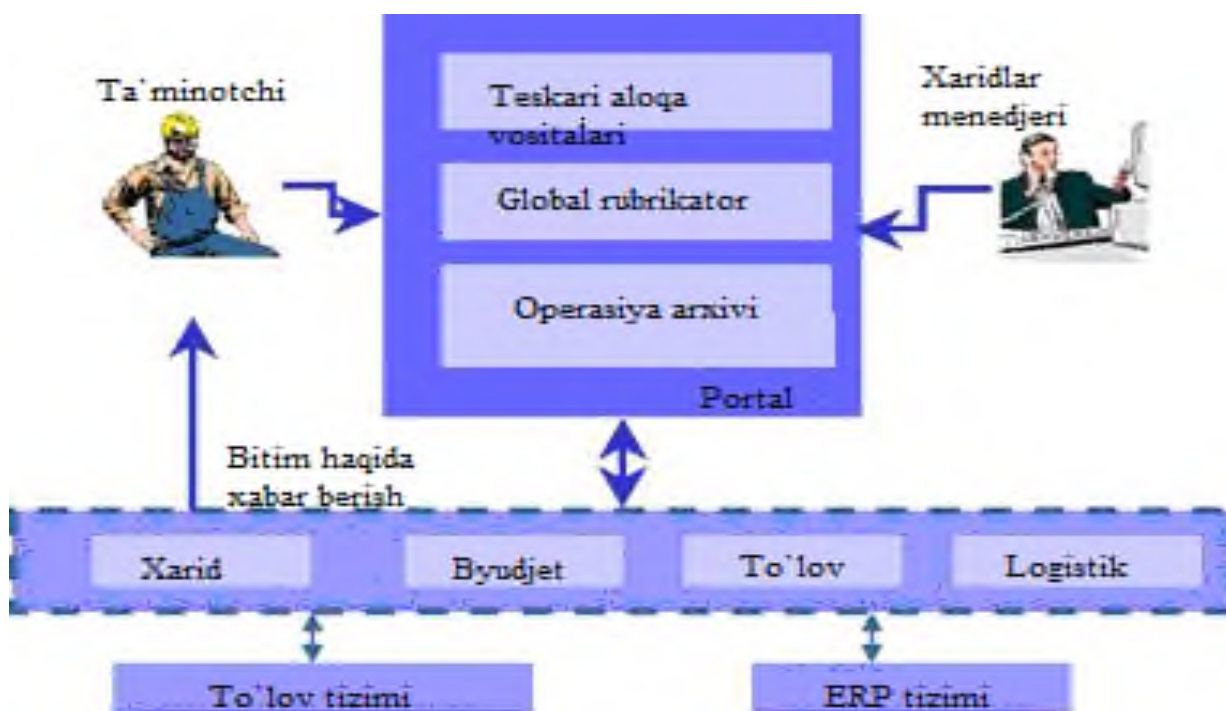 Ta`minotchi
Teskari aloqa
vositalari
Xaridlar
menedjeri
Global rubrikator
Operasiya arxivi
Portal
Bitim haqida
xabar berish
Xarid
Byudjet
To`lov
Logistik
To`lov tizimi
ERP tizimi